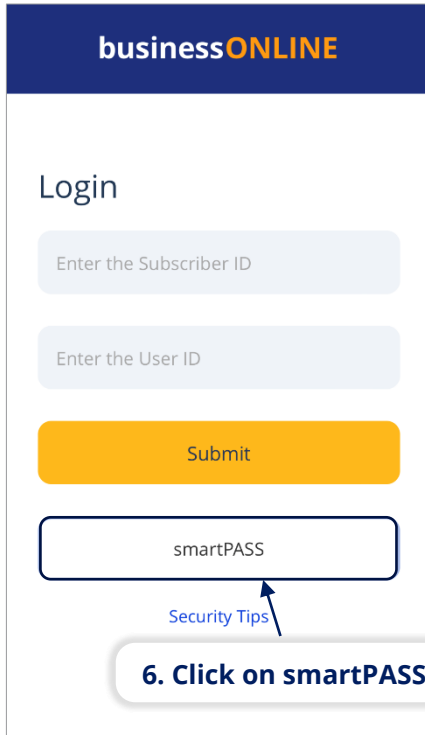 businessONLINE
Login
Enter the Subscriber ID
Enter the User ID
Submit
smartPASS
Security Tips
6. Click on smartPASS